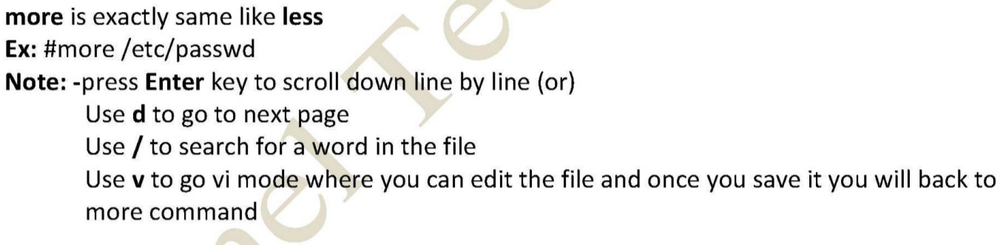 more is exactly same like less
Ex: #more /etc/passwd
Note: -press Enter key to scroll down line by line (or)
Use d to go to next page
Use / to search for a word in the file
Use v to go vi mode where you can edit the file and once you save it you will back to
more command